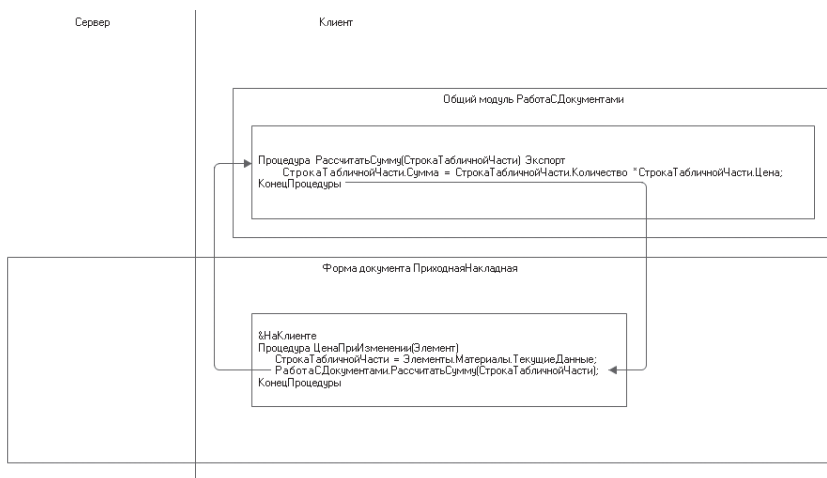 Сервер
Клиент
Общий модуль РаботаСДокументами
Процедура РассчитатьСумму(СтрокаТабличнойЧасти) Экспорт
СтрокаТабличнойЧасти.Сумма = СтрокаТабличнойЧасти.Количество *СтрокаТабличнойЧасти.Цена;
КонецПроцедуры
Форма документа ПриходнаяНакладная
&НаКлиенте
Процедура ЦенаПриИзменении(Элемент)
СтрокаТабличнойЧасти = Элементы.Материалы.ТекущиеДанные;
РаботаСДокументами.РассчитатьСумму(СтрокаТабличнойЧасти);
КонецПроцедуры